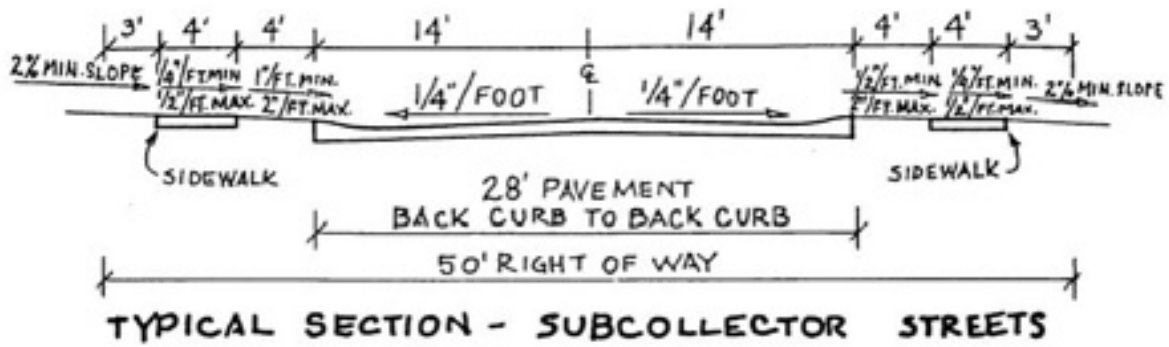 3' 4' 4' 14' 14' 4' 4' 3'
2% MIN. SLOPE 1/4"/FT. MIN 1"/FT. MIN. ℄ 1/2"/FT. MIN 1/4"/FT. MIN. 2% MIN. SLOPE
1/2"/FT. MAX. 2"/FT. MAX. 1/4"/FOOT 1/4"/FOOT 2"/FT. MAX. 1/2"/FT. MAX.
SIDEWALK SIDEWALK
28' PAVEMENT
BACK CURB TO BACK CURB
50' RIGHT OF WAY
TYPICAL SECTION - SUBCOLLECTOR STREETS